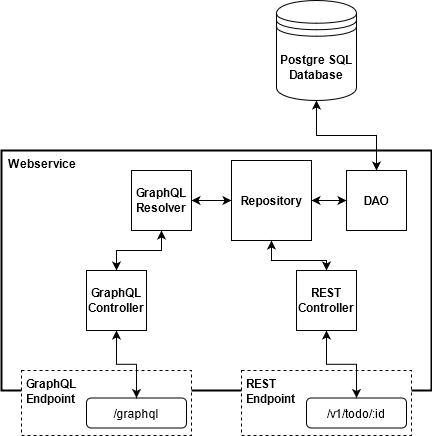 Postgre SQL
Database
Webservice
GraphQL
Resolver
Repository
DAO
GraphQL
Controller
REST
Controller
GraphQL
Endpoint
/graphql
REST
Endpoint
/v1/todo/:id